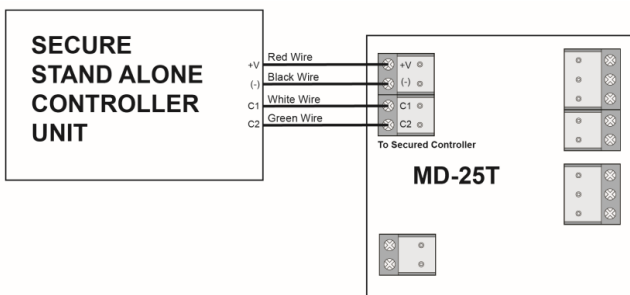 SECURE
STAND ALONE
CONTROLLER
UNIT
+V Red Wire +V
(-) Black Wire (-)
C1 White Wire C1
C2 Green Wire C2
To Secured Controller
MD-25T